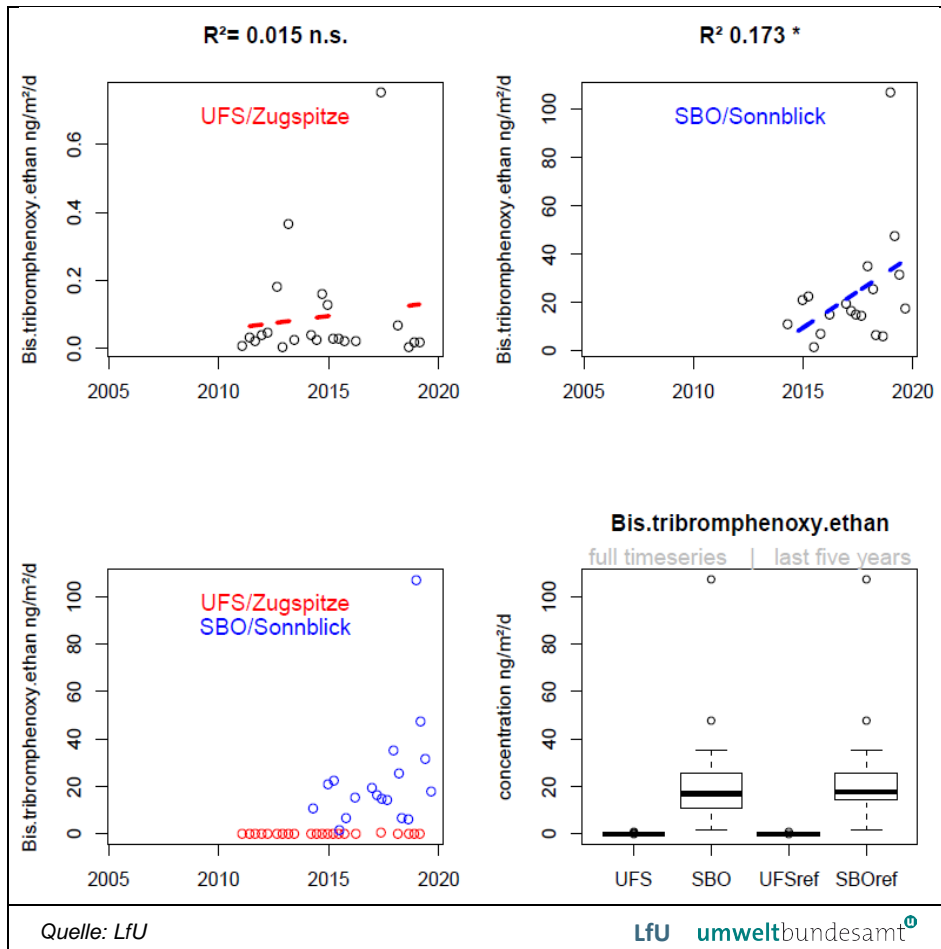 R²= 0.015 n.s.
Bis.tribromphenoxy.ethan ng/m²/d
UFS/Zugspitze
0.6
0.4
0.2
0.0
2005 2010 2015 2020
R² 0.173 *
Bis.tribromphenoxy.ethan ng/m²/d
SBO/Sonnblick
100
80
60
40
20
0
2005 2010 2015 2020
Bis.tribromphenoxy.ethan ng/m²/d
UFS/Zugspitze
SBO/Sonnblick
100
80
60
40
20
0
2005 2010 2015 2020
Bis.tribromphenoxy.ethan
full timeseries | last five years
concentration ng/m²/d
100
80
60
40
20
0
UFS SBO UFSref SBOref
Quelle: LfU
LfU umweltbundesamt u